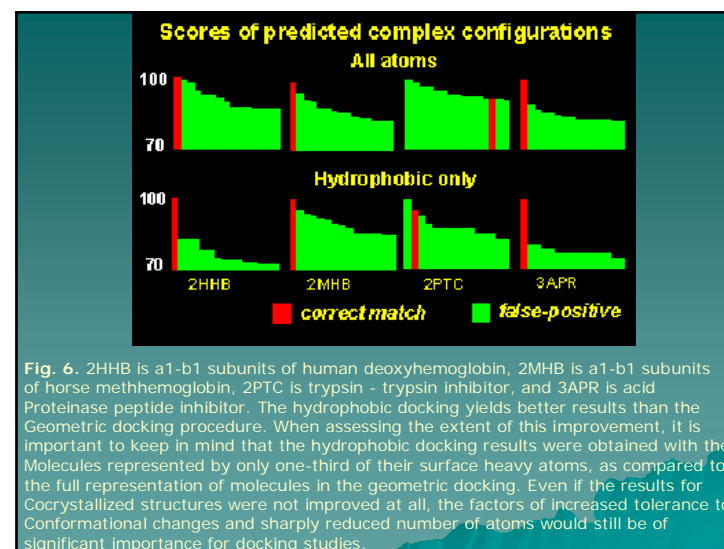 Scores of predicted complex configurations
All atoms
100
70
Hydrophobic only
100
70
2HHB 2MHB 2PTC 3APR
correct match false-positive
Fig. 6. 2HHB is a1-b1 subunits of human deoxyhemoglobin, 2MHB is a1-b1 subunits
of horse methhemoglobin, 2PTC is trypsin - trypsin inhibitor, and 3APR is acid
Proteinase peptide inhibitor. The hydrophobic docking yields better results than the
Geometric docking procedure. When assessing the extent of this improvement, it is
important to keep in mind that the hydrophobic docking results were obtained with the
Molecules represented by only one-third of their surface heavy atoms, as compared to
the full representation of molecules in the geometric docking. Even if the results for
Cocrystallized structures were not improved at all, the factors of increased tolerance to
Conformational changes and sharply reduced number of atoms would still be of
significant importance for docking studies.